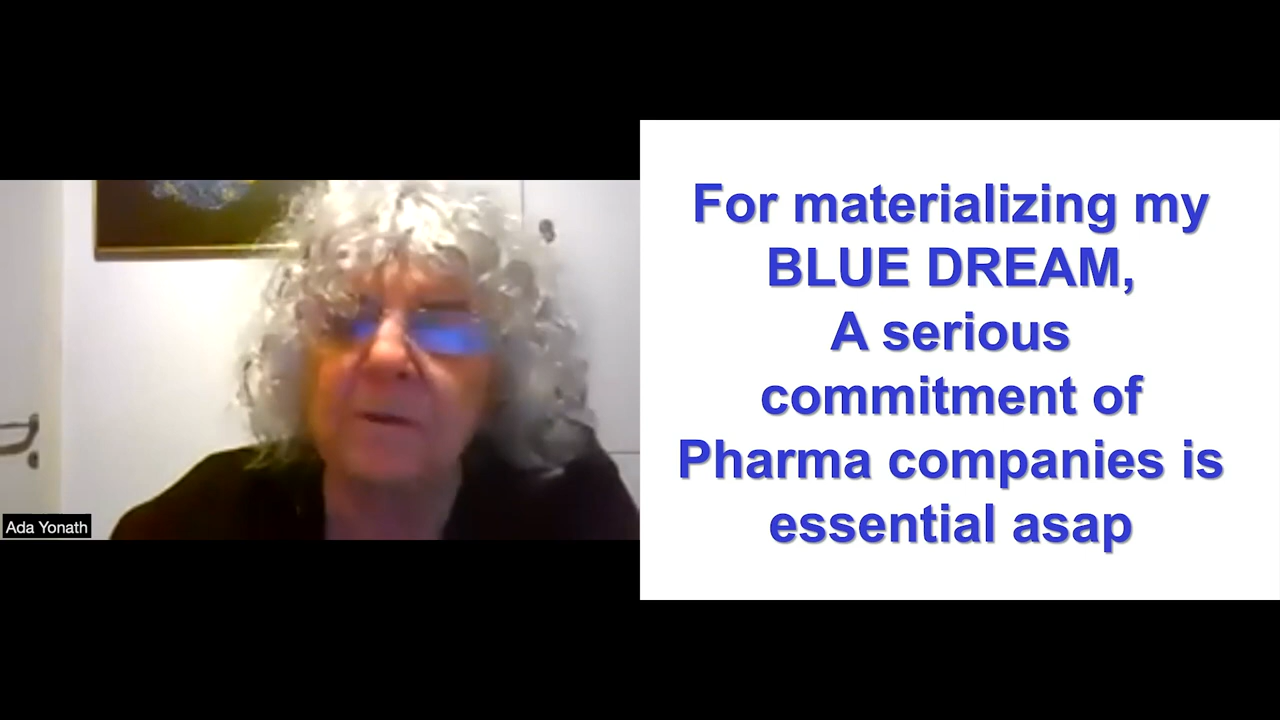 Ada Yonath
For materializing my
BLUE DREAM,
A serious
commitment of
Pharma companies is
essential asap